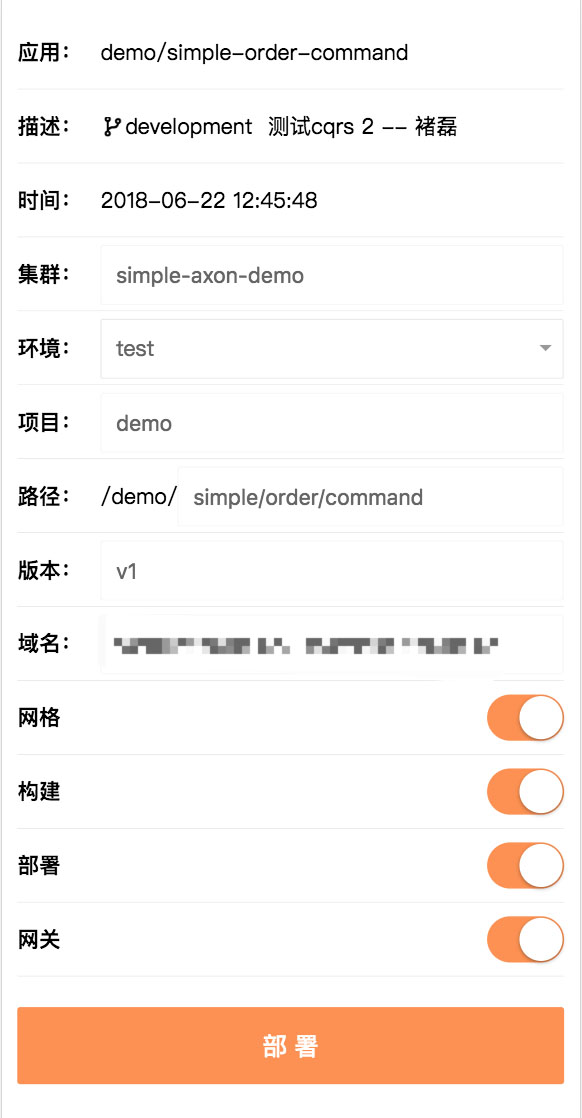 应用： demo/simple-order-command
描述： development 测试cqrs 2 -- 褚磊
时间： 2018-06-22 12:45:48
集群： simple-axon-demo
环境： test
项目： demo
路径： /demo/ simple/order/command
版本： v1
域名：
网格
构建
部署
网关
部 署